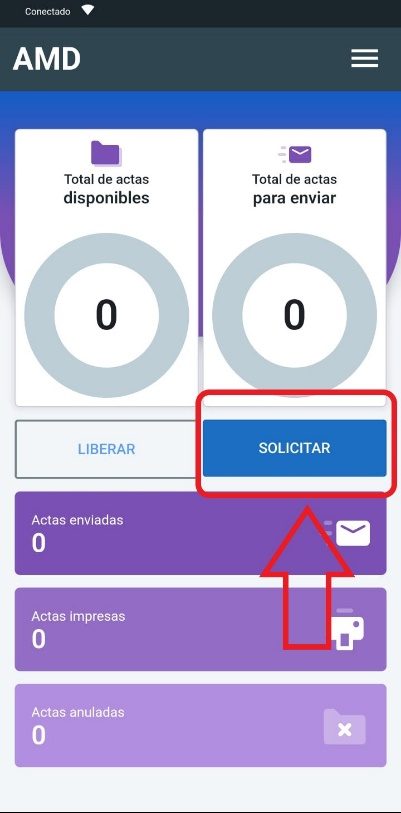 Conectado
AMD
Total de actas
disponibles
0
Total de actas
para enviar
0
LIBERAR
SOLICITAR
Actas enviadas
0
Actas impresas
0
Actas anuladas
0